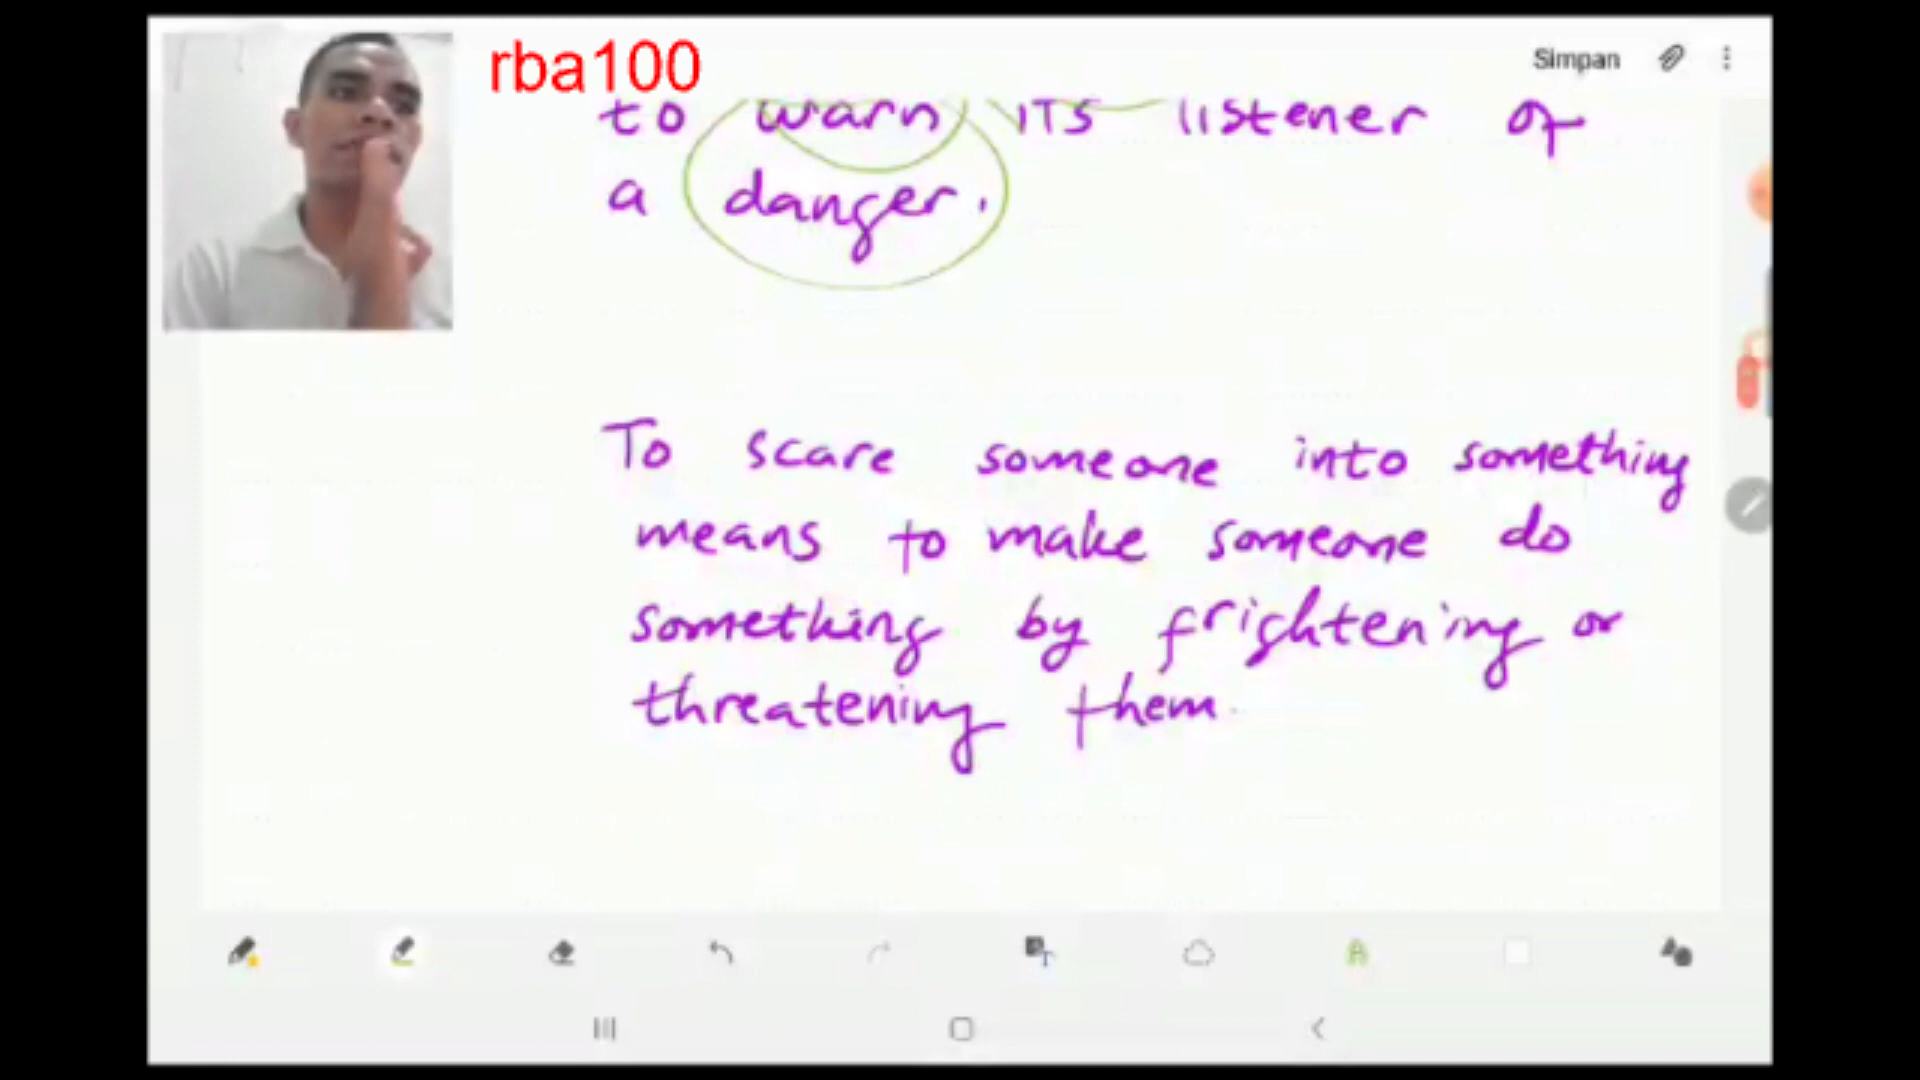 rba100
Simpan
to warn ITS listener of
a danger.
To scare someone into something
means to make someone do
something by frightening or
threatening them.